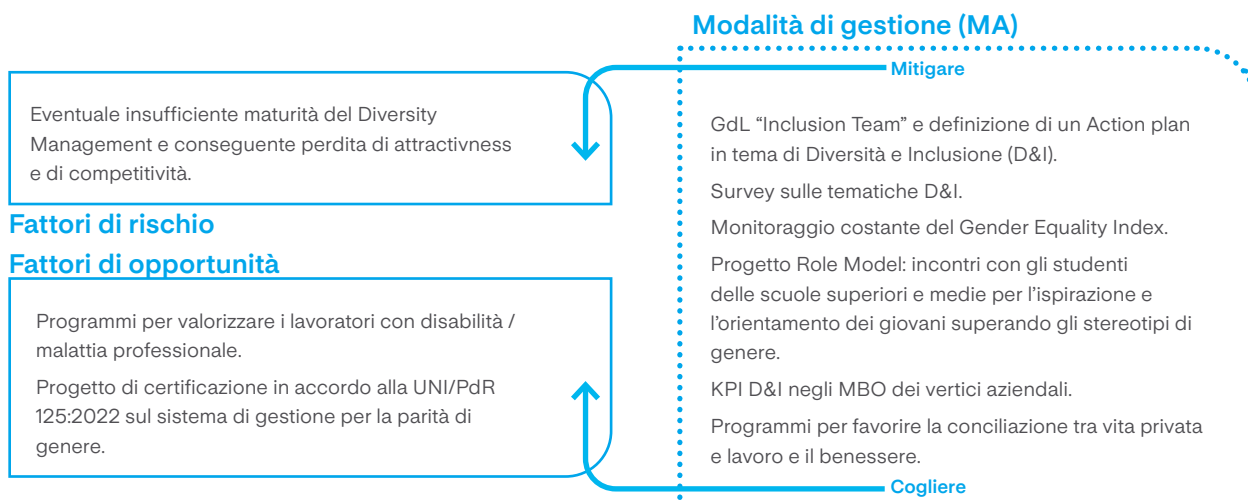 Modalità di gestione (MA)
Mitigare
Eventuale insufficiente maturità del Diversity
Management e conseguente perdita di attractivness
e di competitività.
Fattori di rischio
Fattori di opportunità
Programmi per valorizzare i lavoratori con disabilità /
malattia professionale.
Progetto di certificazione in accordo alla UNI/PdR
125:2022 sul sistema di gestione per la parità di
genere.
GdL “Inclusion Team” e definizione di un Action plan
in tema di Diversità e Inclusione (D&I).
Survey sulle tematiche D&I.
Monitoraggio costante del Gender Equality Index.
Progetto Role Model: incontri con gli studenti
delle scuole superiori e medie per l’ispirazione e
l’orientamento dei giovani superando gli stereotipi di
genere.
KPI D&I negli MBO dei vertici aziendali.
Programmi per favorire la conciliazione tra vita privata
e lavoro e il benessere.
Cogliere